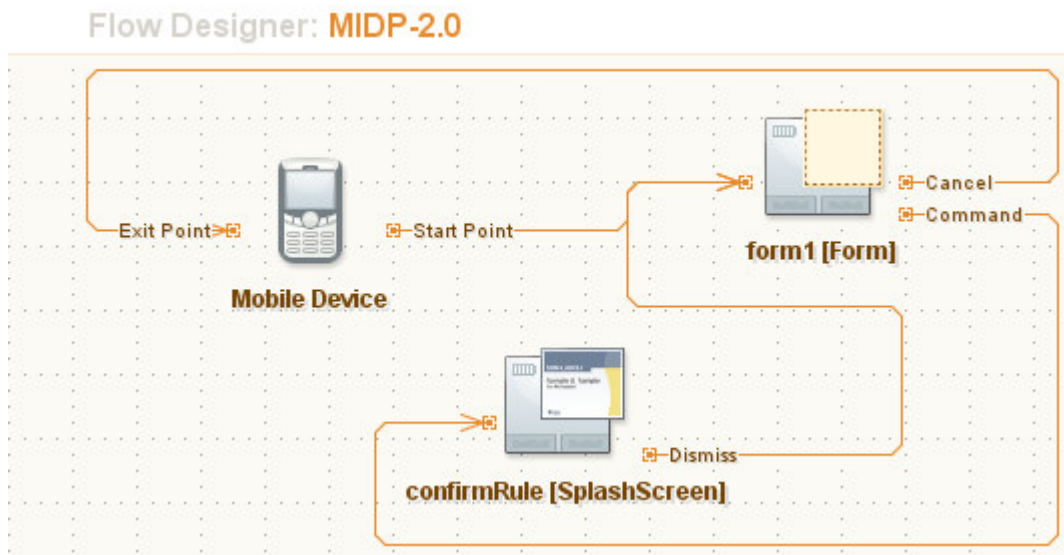 Flow Designer: MIDP-2.0
Cancel
Command
Exit Point
Start Point
form1 [Form]
Mobile Device
Dismiss
confirmRule [SplashScreen]